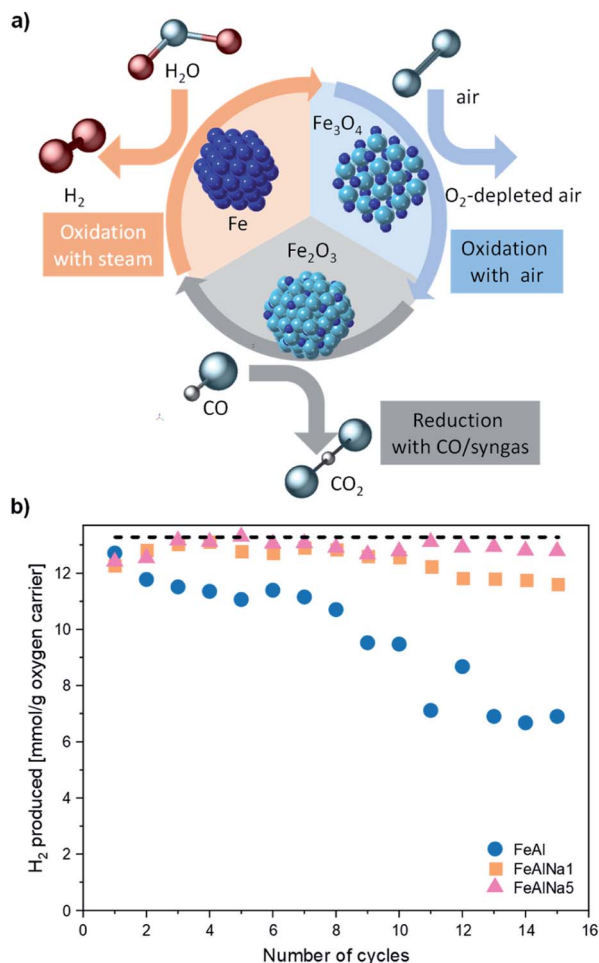 a)
H₂O
air
H₂
Fe
Fe₃O₄
O₂-depleted air
Oxidation
with steam
Fe₂O₃
Oxidation
with air
CO
CO₂
Reduction
with CO/syngas
b)
H₂ produced [mmol/g oxygen carrier]
12
10
8
6
4
2
0
FeAl
FeAlNa1
FeAlNa5
0 2 4 6 8 10 12 14 16
Number of cycles